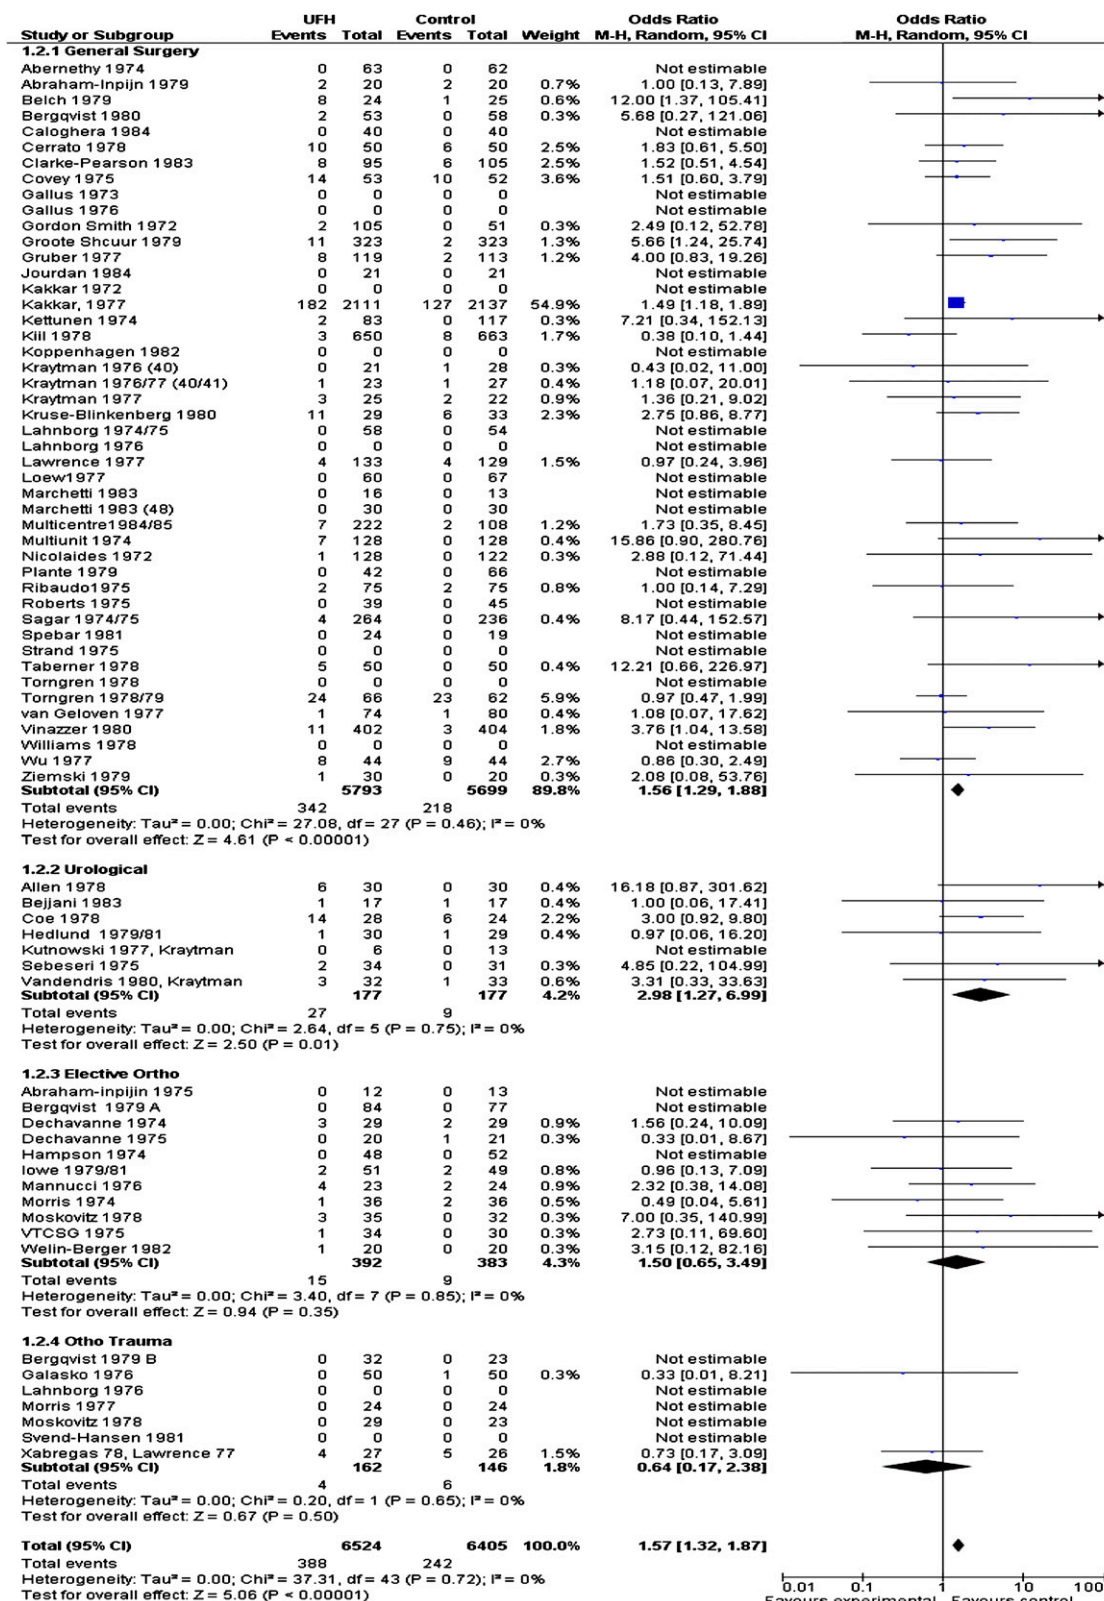 UFH Control Odds Ratio Odds Ratio
Study or Subgroup Events Total Events Total Weight M-H, Random, 95% CI M-H, Random, 95% CI
1.2.1 General Surgery
Abernethy 1974 0 63 0 62 Not estimable
Abraham-Inpijn 1979 2 20 2 20 0.7% 1.00 [0.13, 7.89]
Belch 1979 8 24 1 25 0.6% 12.00 [1.37, 105.41]
Bergqvist 1980 2 53 0 58 0.3% 5.68 [0.27, 121.06]
Caloghera 1984 0 40 0 40 Not estimable
Cerrato 1978 10 50 6 50 2.5% 1.83 [0.61, 5.50]
Clarke-Pearson 1983 8 95 6 105 2.5% 1.52 [0.51, 4.54]
Covey 1975 14 53 10 52 3.6% 1.51 [0.60, 3.79]
Gallus 1973 0 0 0 0 Not estimable
Gallus 1976 0 0 0 0 Not estimable
Gordon Smith 1972 2 105 0 51 0.3% 2.49 [0.12, 52.78]
Groote Shcuur 1979 11 323 2 323 1.3% 5.66 [1.24, 25.74]
Gruber 1977 8 119 2 113 1.2% 4.00 [0.83, 19.26]
Jourdan 1984 0 21 0 21 Not estimable
Kakkar 1972 0 0 0 0 Not estimable
Kakkar, 1977 182 2111 127 2137 54.9% 1.49 [1.18, 1.89]
Kettunen 1974 2 83 0 117 0.3% 7.21 [0.34, 152.13]
Kiil 1978 3 650 8 663 1.7% 0.38 [0.10, 1.44]
Koppenhagen 1982 0 0 0 0 Not estimable
Kraytman 1976 (40) 0 21 1 28 0.3% 0.43 [0.02, 11.00]
Kraytman 1976/77 (40/41) 1 23 1 27 0.4% 1.18 [0.07, 20.01]
Kraytman 1977 3 25 2 22 0.9% 1.36 [0.21, 9.02]
Kruse-Blinkenberg 1980 11 29 6 33 2.3% 2.75 [0.86, 8.77]
Lahnborg 1974/75 0 58 0 54 Not estimable
Lahnborg 1976 0 0 0 0 Not estimable
Lawrence 1977 4 133 4 129 1.5% 0.97 [0.24, 3.96]
Loew1977 0 60 0 67 Not estimable
Marchetti 1983 0 16 0 13 Not estimable
Marchetti 1983 (48) 0 30 0 30 Not estimable
Multicentre1984/85 7 222 2 108 1.2% 1.73 [0.35, 8.45]
Multiunit 1974 7 128 0 128 0.4% 15.86 [0.90, 280.76]
Nicolaides 1972 1 128 0 122 0.3% 2.88 [0.12, 71.44]
Plante 1979 0 42 0 66 Not estimable
Ribaudo1975 2 75 2 75 0.8% 1.00 [0.14, 7.29]
Roberts 1975 0 39 0 45 Not estimable
Sagar 1974/75 4 264 0 236 0.4% 8.17 [0.44, 152.57]
Spebar 1981 0 24 0 19 Not estimable
Strand 1975 0 0 0 0 Not estimable
Taberner 1978 5 50 0 50 0.4% 12.21 [0.66, 226.97]
Torngren 1978 0 0 0 0 Not estimable
Torngren 1978/79 24 66 23 62 5.9% 0.97 [0.47, 1.99]
van Geloven 1977 1 74 1 80 0.4% 1.08 [0.07, 17.62]
Vinazzer 1980 11 402 3 404 1.8% 3.76 [1.04, 13.58]
Williams 1978 0 0 0 0 Not estimable
Wu 1977 8 44 9 44 2.7% 0.86 [0.30, 2.49]
Ziemski 1979 1 30 0 20 0.3% 2.08 [0.08, 53.76]
Subtotal (95% CI) 5793 5699 89.8% 1.56 [1.29, 1.88]
Total events 342 218
Heterogeneity: Tau² = 0.00; Chi² = 27.08, df = 27 (P = 0.46); I² = 0%
Test for overall effect: Z = 4.61 (P < 0.00001)
1.2.2 Urological
Allen 1978 6 30 0 30 0.4% 16.18 [0.87, 301.62]
Bejjani 1983 1 17 1 17 0.4% 1.00 [0.06, 17.41]
Coe 1978 14 28 6 24 2.2% 3.00 [0.92, 9.80]
Hedlund 1979/81 1 30 1 29 0.4% 0.97 [0.06, 16.20]
Kutnowski 1977, Kraytman 0 6 0 13 Not estimable
Sebeseri 1975 2 34 0 31 0.3% 4.85 [0.22, 104.99]
Vandendris 1980, Kraytman 3 32 1 33 0.5% 3.31 [0.33, 33.63]
Subtotal (95% CI) 177 177 4.2% 2.98 [1.27, 6.99]
Total events 27 9
Heterogeneity: Tau² = 0.00; Chi² = 2.64, df = 5 (P = 0.75); I² = 0%
Test for overall effect: Z = 2.50 (P = 0.01)
1.2.3 Elective Ortho
Abraham-inpijin 1975 0 12 0 13 Not estimable
Bergqvist 1979 A 0 84 0 77 Not estimable
Dechavanne 1974 3 29 2 29 0.9% 1.56 [0.24, 10.09]
Dechavanne 1975 0 20 1 21 0.3% 0.33 [0.01, 8.67]
Hampson 1974 0 48 0 52 Not estimable
lowe 1979/81 2 51 2 49 0.8% 0.96 [0.13, 7.09]
Mannucci 1976 4 23 2 24 0.9% 2.32 [0.38, 14.08]
Morris 1974 1 36 2 36 0.5% 0.49 [0.04, 5.61]
Moskovitz 1978 3 35 0 32 0.3% 7.00 [0.35, 140.99]
VTCSG 1975 1 34 0 30 0.3% 2.73 [0.11, 69.60]
Welin-Berger 1982 1 20 0 20 0.3% 3.15 [0.12, 82.16]
Subtotal (95% CI) 392 383 4.3% 1.50 [0.65, 3.49]
Total events 15 9
Heterogeneity: Tau² = 0.00; Chi² = 3.40, df = 7 (P = 0.85); I² = 0%
Test for overall effect: Z = 0.94 (P = 0.35)
1.2.4 Otho Trauma
Bergqvist 1979 B 0 32 0 23 Not estimable
Galasko 1976 0 50 1 50 0.3% 0.33 [0.01, 8.21]
Lahnborg 1976 0 0 0 0 Not estimable
Morris 1977 0 24 0 24 Not estimable
Moskovitz 1978 0 29 0 23 Not estimable
Svend-Hansen 1981 0 0 0 0 Not estimable
Xabregas 78, Lawrence 77 4 27 5 26 1.5% 0.73 [0.17, 3.09]
Subtotal (95% CI) 162 146 1.8% 0.64 [0.17, 2.38]
Total events 4 6
Heterogeneity: Tau² = 0.00; Chi² = 0.20, df = 1 (P = 0.65); I² = 0%
Test for overall effect: Z = 0.67 (P = 0.50)
Total (95% CI) 6524 6405 100.0% 1.57 [1.32, 1.87]
Total events 388 242
Heterogeneity: Tau² = 0.00; Chi² = 37.31, df = 43 (P = 0.72); I² = 0%
Test for overall effect: Z = 5.06 (P < 0.00001)
0.01 0.1 1 10 100
Favours experimental Favours control